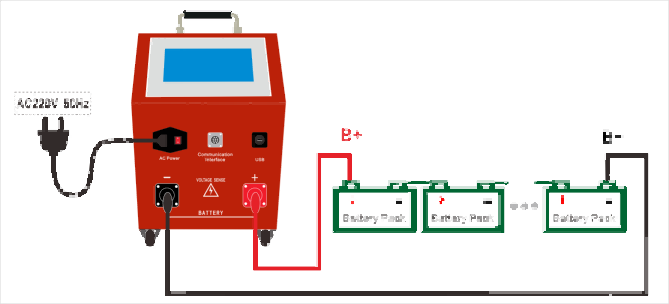 AC220V 50Hz
B+
B-
AC Power
Communication
Interface
USB
VOLTAGE SENSE
- +
BATTERY
- Battery Pack
Battery Pack
Battery Pack